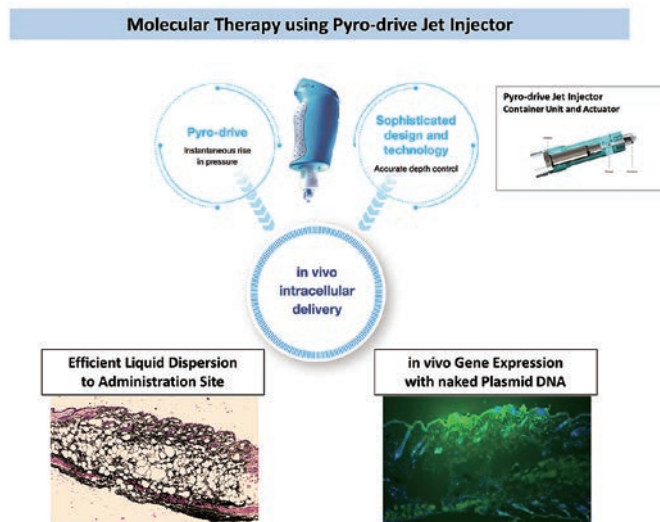 Molecular Therapy using Pyro-drive Jet Injector
Pyro-drive
Instantaneous rise
in pressure
Sophisticated
design and
technology
Accurate depth control
Pyro-drive Jet Injector
Container Unit and Actuator
in vivo
intracellular
delivery
Efficient Liquid Dispersion
to Administration Site
in vivo Gene Expression
with naked Plasmid DNA